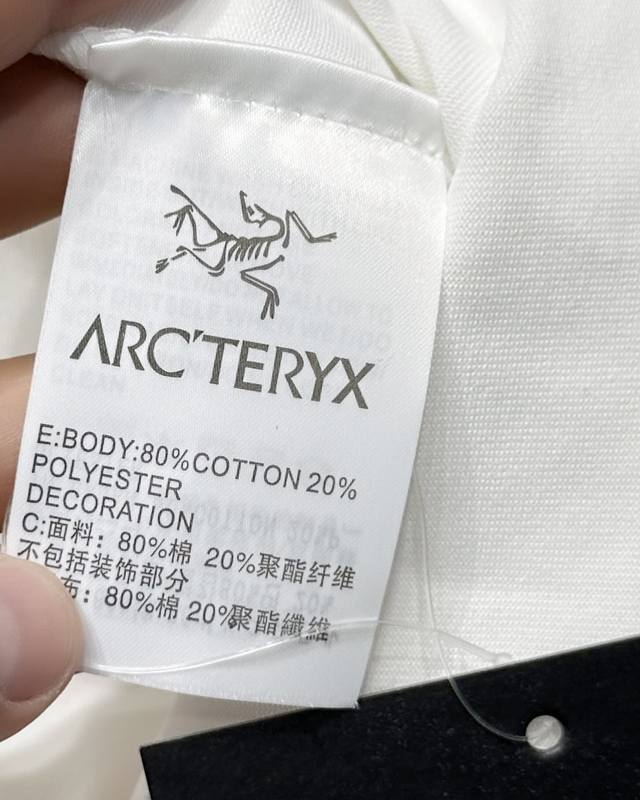 ARC'TERYX
E:BODY:80%COTTON 20%
POLYESTER
DECORATION
C:面料：80%棉 20%聚酯纤维
不包括装饰部分
布：80%棉 20%聚酯纖維